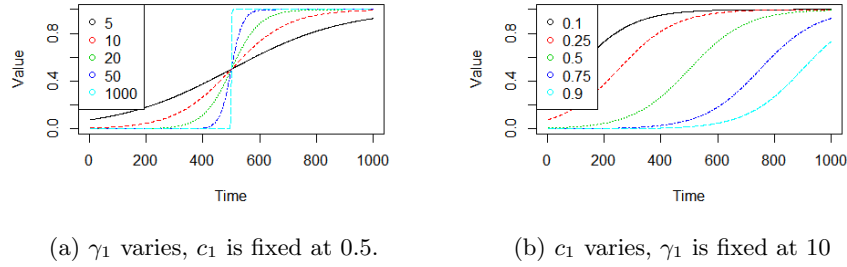 5
10
20
50
1000
Value
0.0 0.4 0.8
0 200 400 600 800 1000
Time
(a) γ₁ varies, c₁ is fixed at 0.5.
0.1
0.25
0.5
0.75
0.9
Value
0.0 0.4 0.8
0 200 400 600 800 1000
Time
(b) c₁ varies, γ₁ is fixed at 10